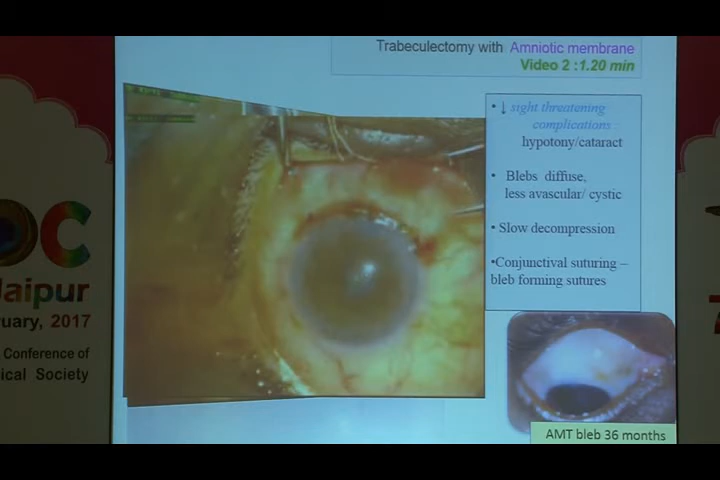 Trabeculectomy with Amniotic membrane
Video 2 :1.20 min
• ↓ sight threatening
complications :
hypotony/cataract
• Blebs diffuse,
less avascular/ cystic
• Slow decompression
•Conjunctival suturing –
bleb forming sutures
AMT bleb 36 months
OC
Jaipur
ruary, 2017
Conference of
ical Society